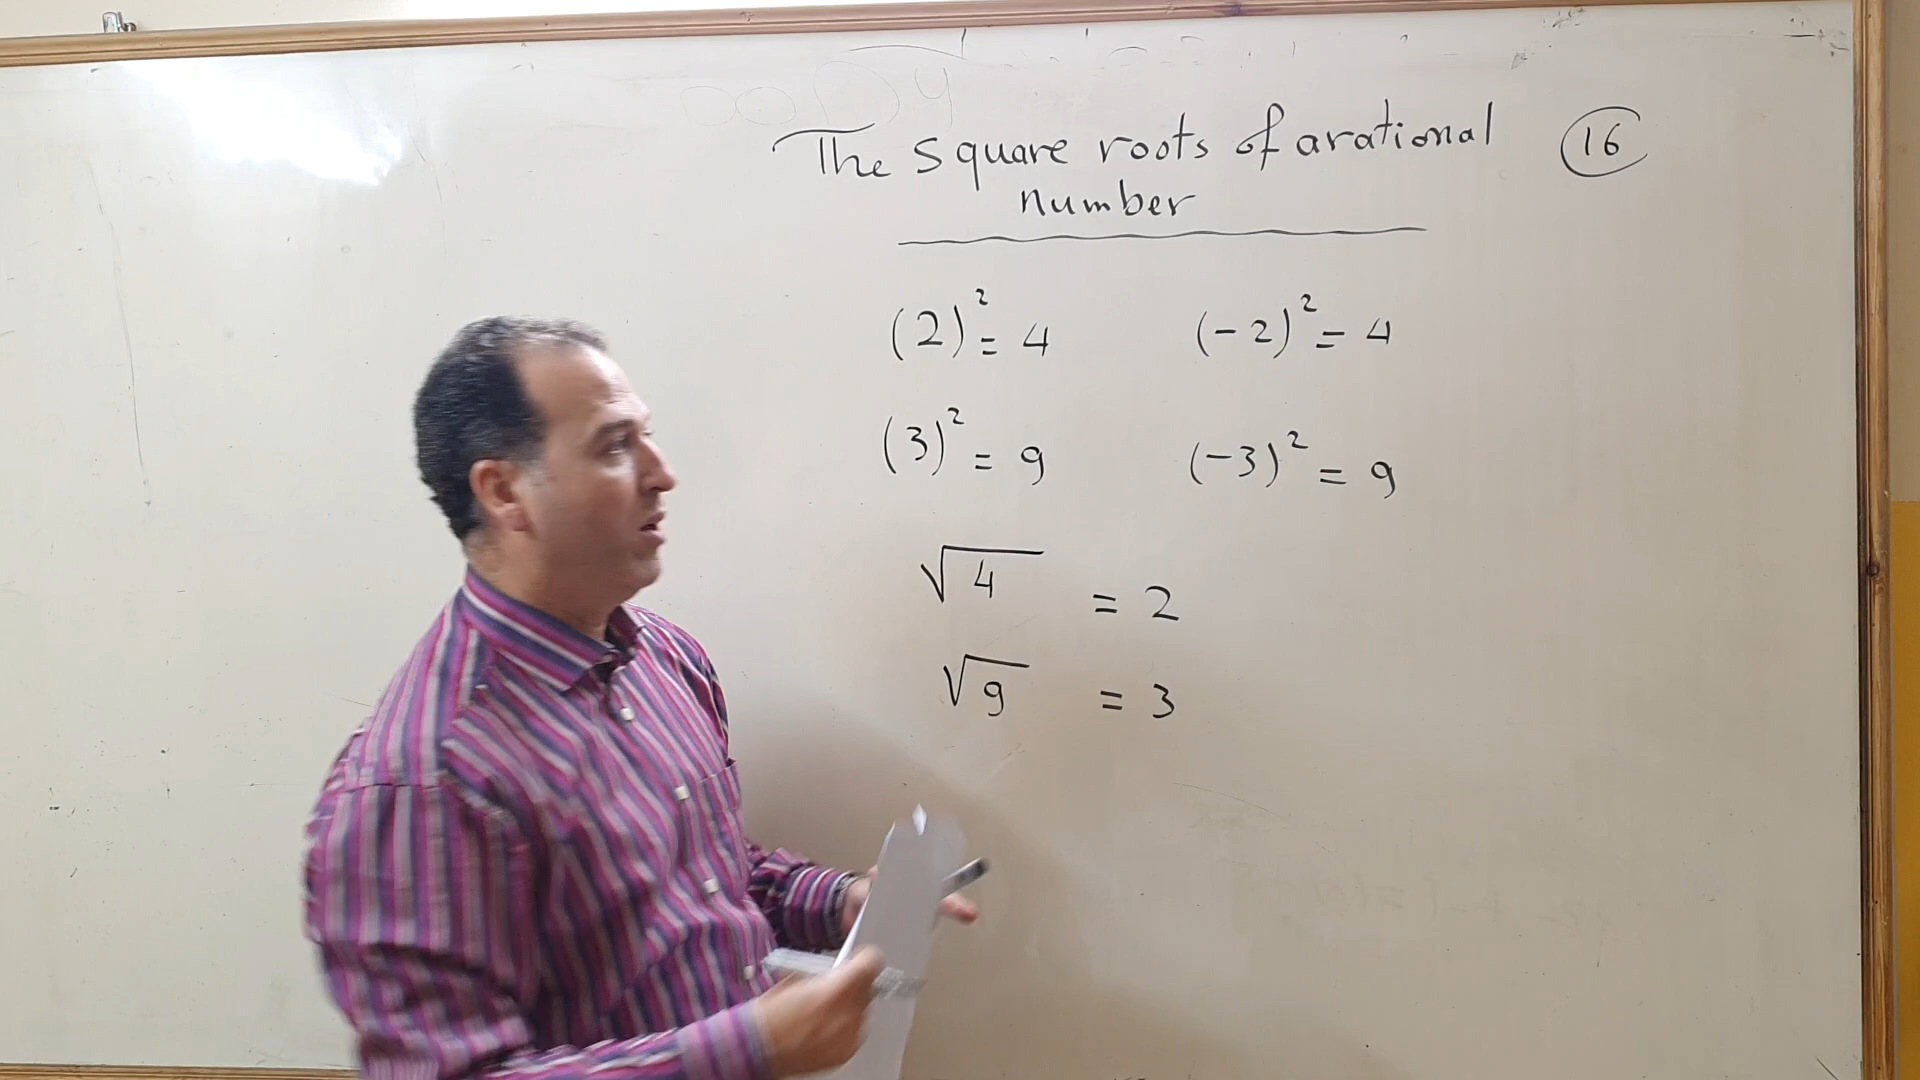 The square roots of arational 16
number
(2)² = 4 (-2)² = 4
(3)² = 9 (-3)² = 9
√4 = 2
√9 = 3